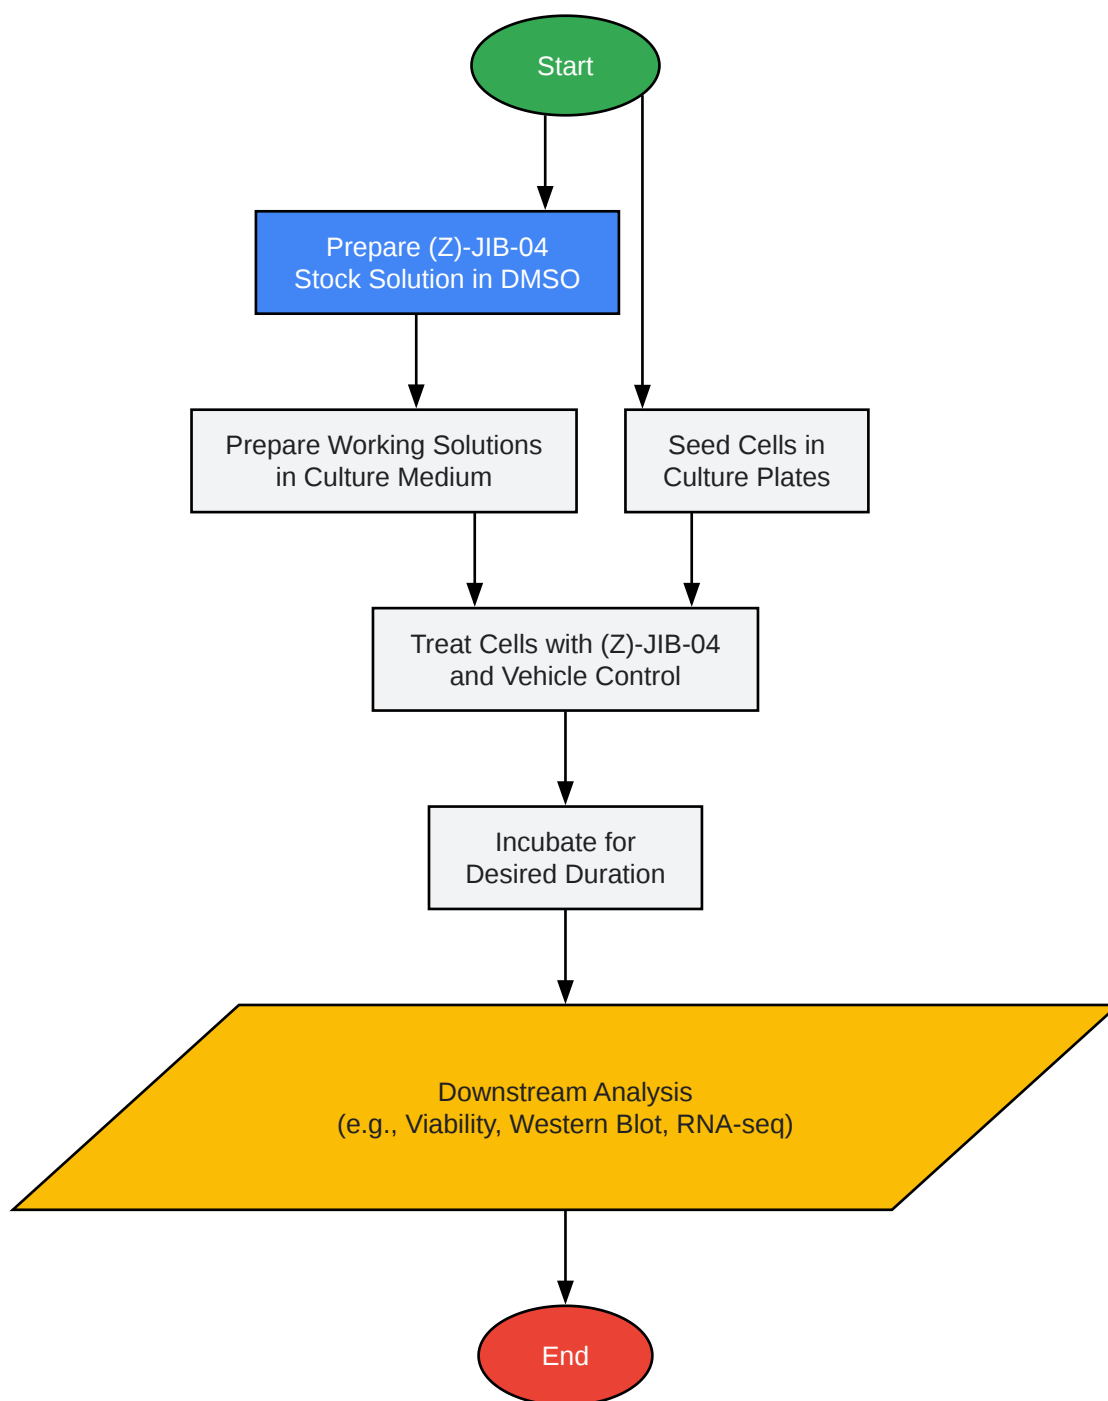 Start
Prepare (Z)-JIB-04
Stock Solution in DMSO
Prepare Working Solutions
in Culture Medium
Seed Cells in
Culture Plates
Treat Cells with (Z)-JIB-04
and Vehicle Control
Incubate for
Desired Duration
Downstream Analysis
(e.g., Viability, Western Blot, RNA-seq)
End